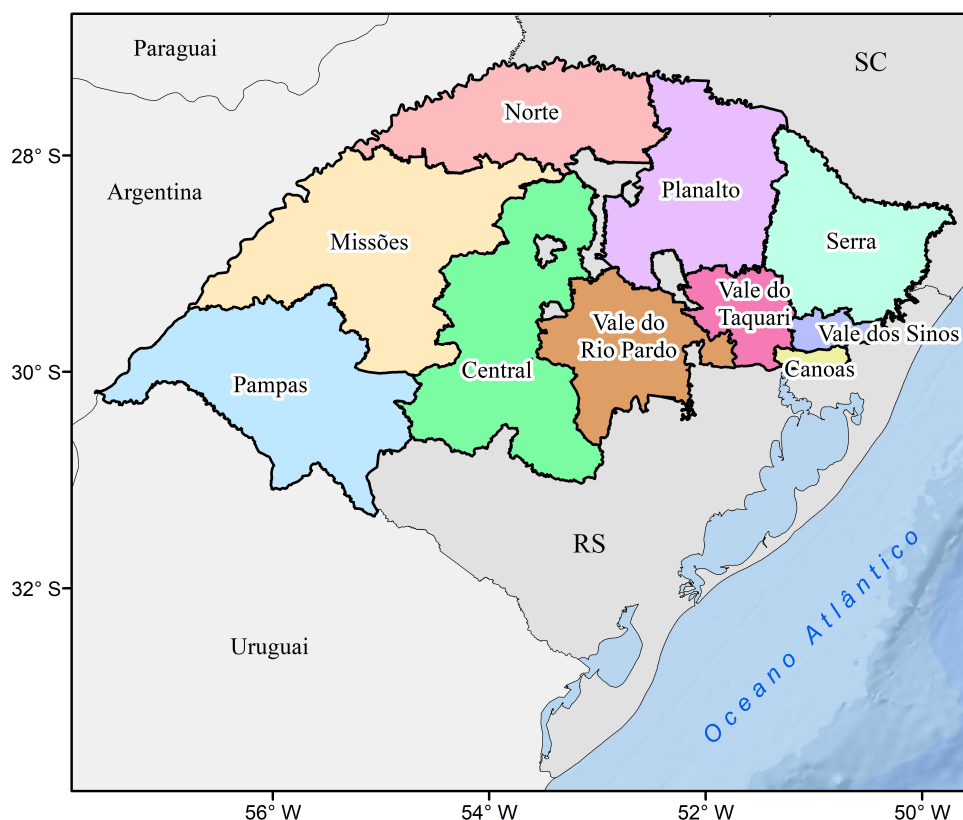 Paraguai
SC
Norte
28° S
Argentina
Planalto
Missões
Serra
Vale do
Taquari
Vale do
Rio Pardo
Vale dos Sinos
30° S
Central
Canoas
Pampas
RS
Oceano Atlântico
32° S
Uruguai
56° W
54° W
52° W
50° W